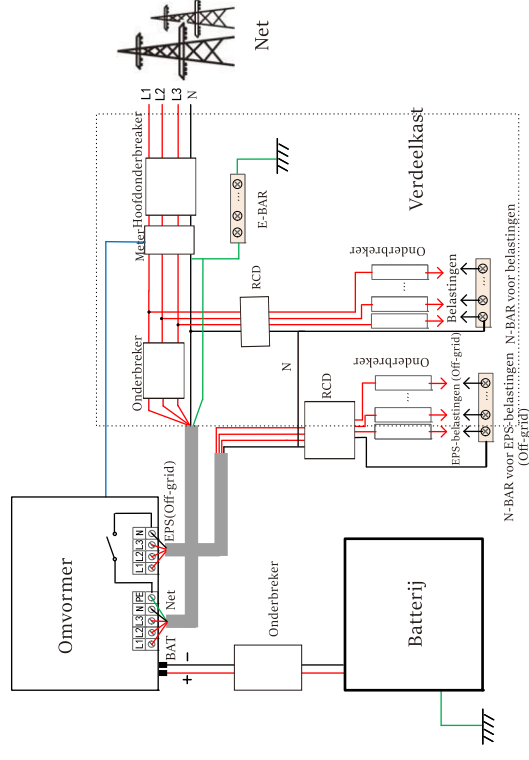 Net
L1
L2
L3
N
Hoofdonderbreaker
Meter
Verdeelkast
E-BAR
...
Onderbreker
RCD
Onderbreker
...
Belastingen
...
N-BAR voor belastingen
N
RCD
Onderbreker
...
EPS-belastingen (Off-grid)
...
N-BAR voor EPS-belastingen
(Off-grid)
Omvormer
L1 L2 L3 N
EPS(Off-grid)
L1 L2 L3 N PE
Net
BAT
+ −
Onderbreker
Batterij